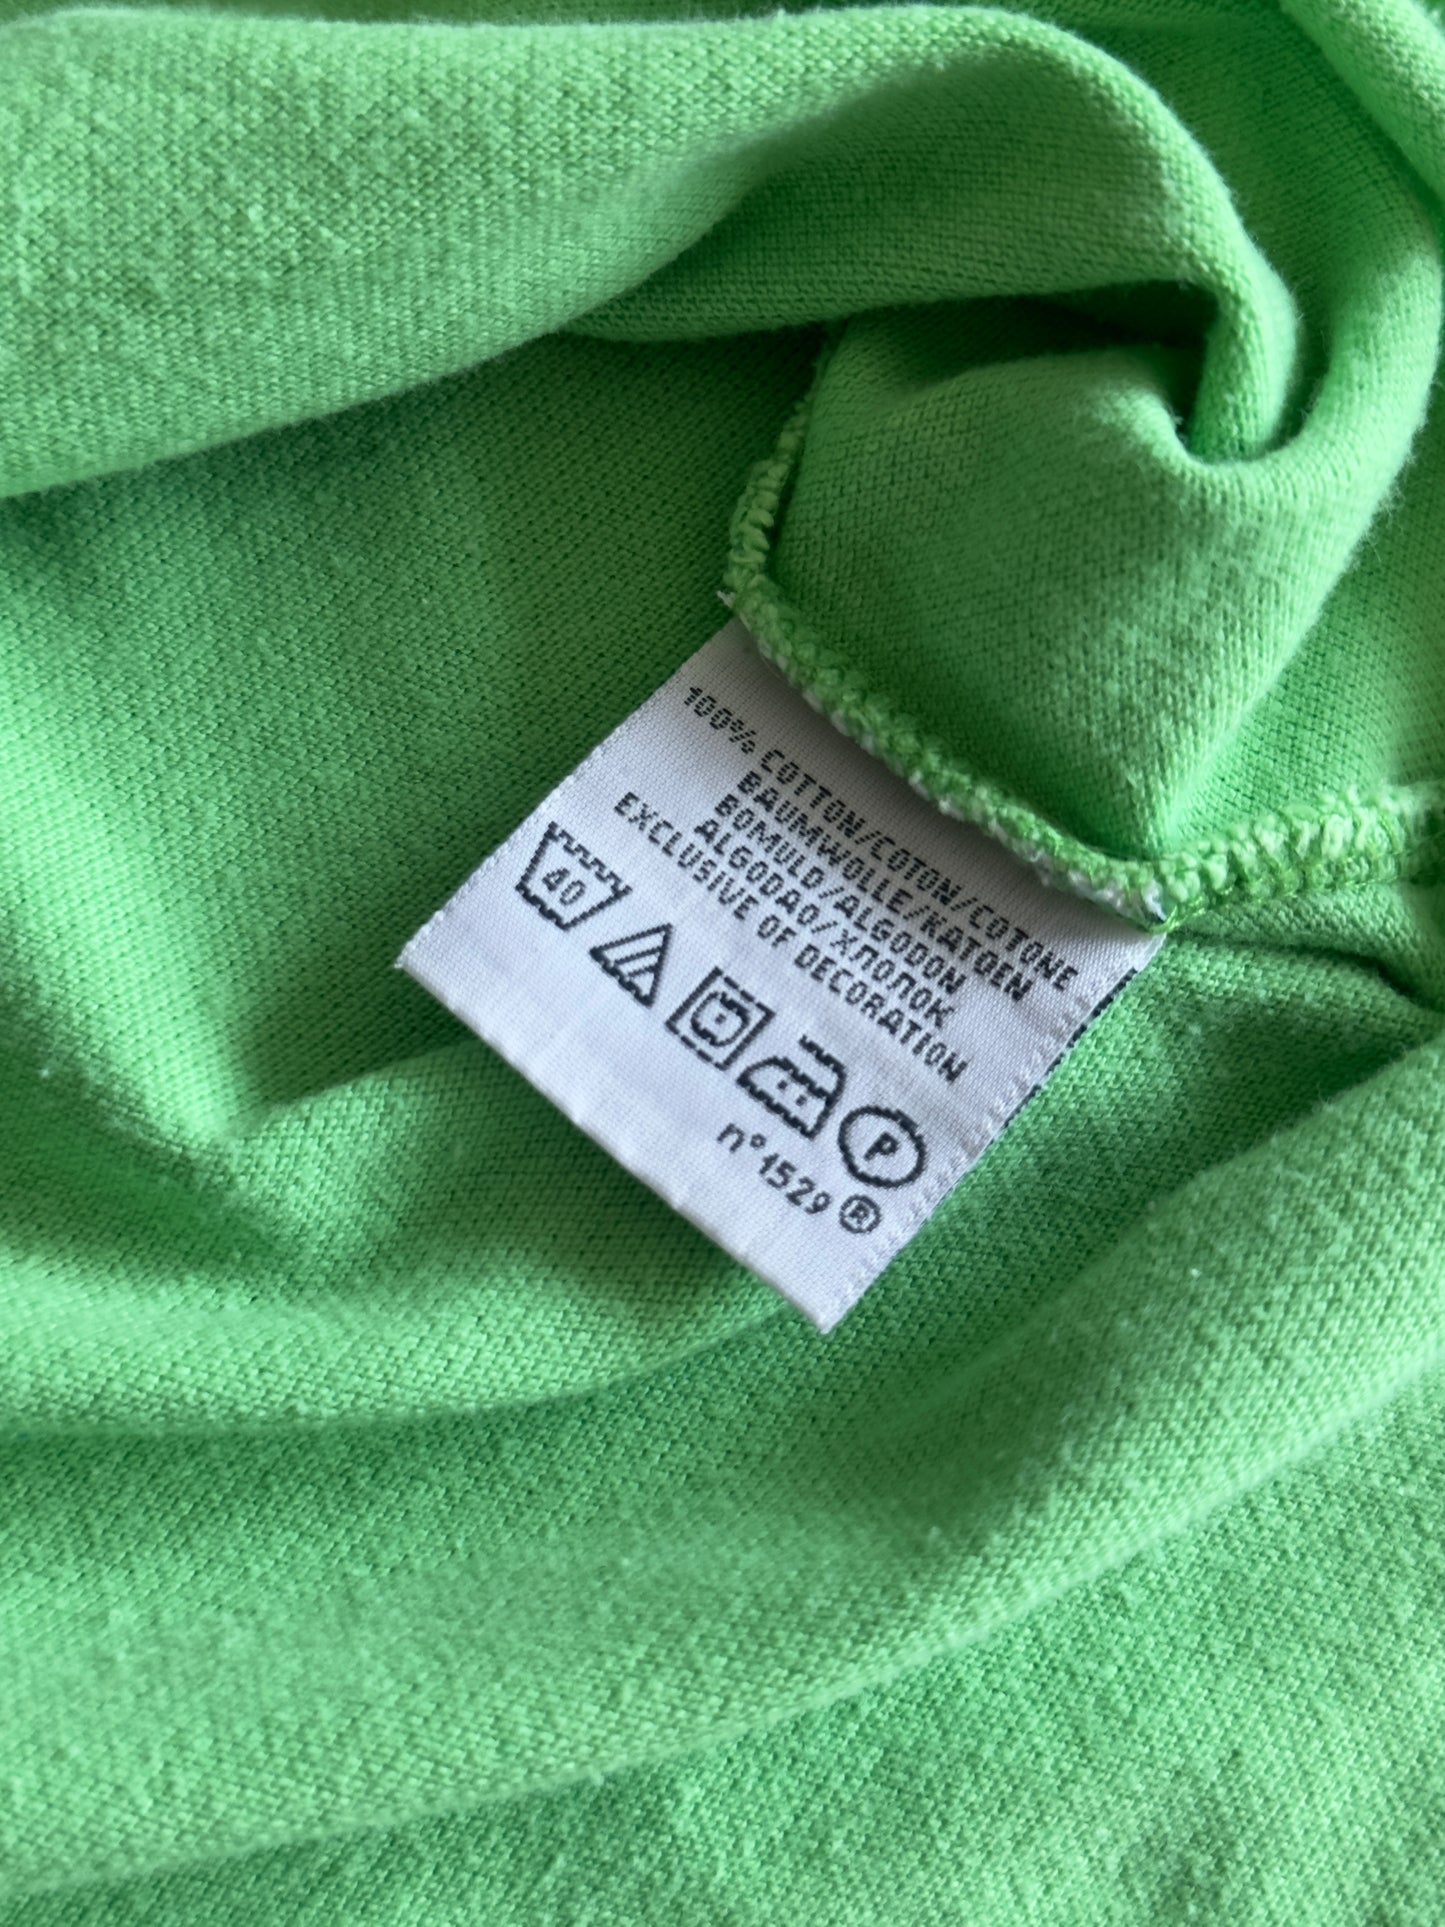 100% COTTON/COTON/COTONE
BAUMWOLLE/KATOEN
BOMULD/ALGODON
ALGODAO/ХЛОПОК
EXCLUSIVE OF DECORATION
40
P
n°1529 ®